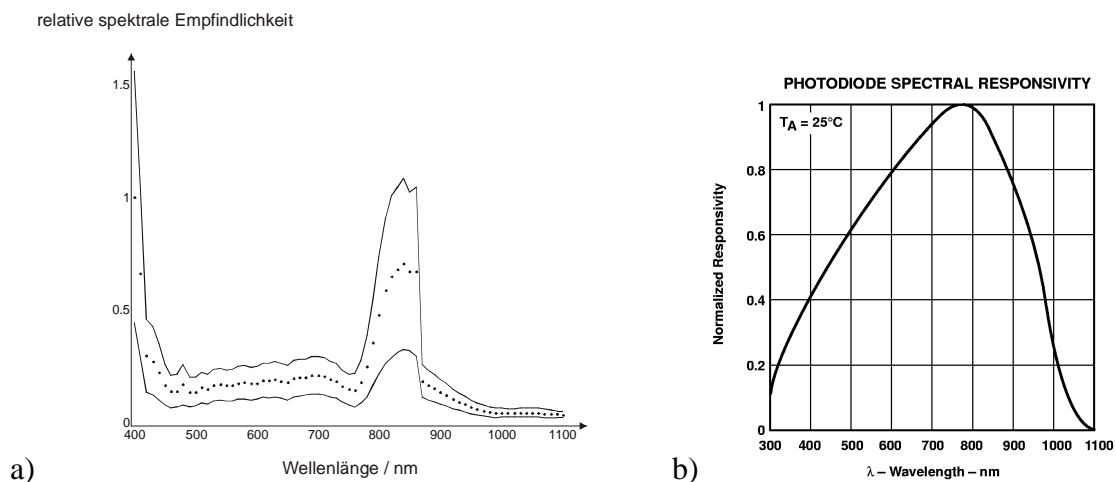 relative spektrale Empfindlichkeit
1.5
1
0.5
0
400 500 600 700 800 900 1000 1100
Wellenlänge / nm
a)
PHOTODIODE SPECTRAL RESPONSIVITY
T_A = 25°C
Normalized Responsivity
1
0.8
0.6
0.4
0.2
0
300 400 500 600 700 800 900 1000 1100
λ – Wavelength – nm
b)